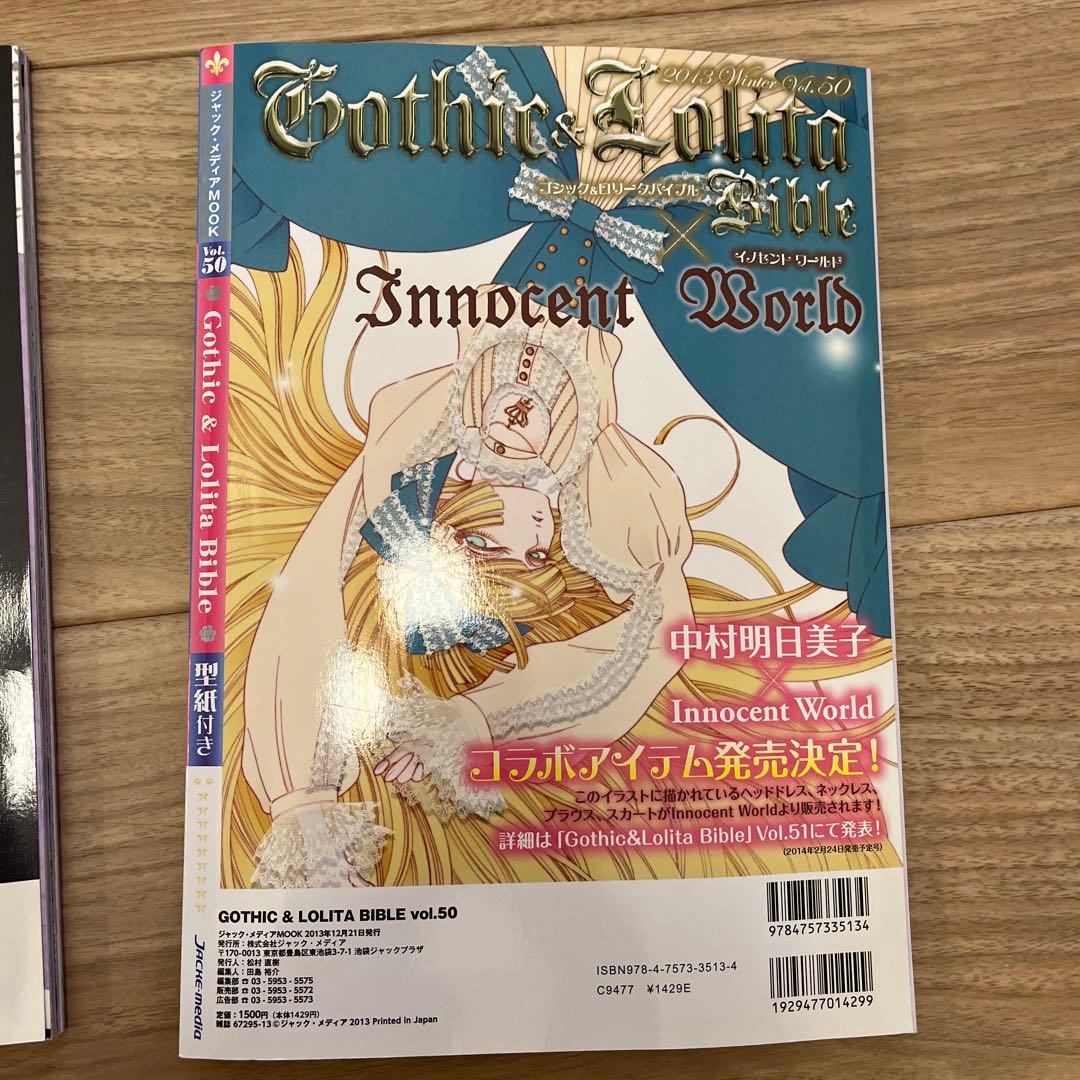 ジャック・メディアMOOK
Vol. 50
Gothic & Lolita Bible
型紙付き
JACKE-media
2013 Winter Vol. 50
Gothic & Lolita
ゴシック&ロリータバイブル
Bible
×
イノセント ワールド
Innocent World
中村明日美子
×
Innocent World
コラボアイテム発売決定!
このイラストに描かれているヘッドドレス、ネックレス、
ブラウス、スカートがInnocent Worldより販売されます!
詳細は「Gothic&Lolita Bible」Vol.51にて発表!
(2014年2月24日発売予定号)
GOTHIC & LOLITA BIBLE vol.50
ジャック・メディアMOOK 2013年12月21日発行
発行所:株式会社ジャック・メディア
〒170-0013 東京都豊島区東池袋3-7-1 池袋ジャックプラザ
発行人:松村 直樹
編集人:田島 裕介
編集部 ☎ 03 - 5953 - 5575
販売部 ☎ 03 - 5953 - 5572
広告部 ☎ 03 - 5953 - 5573
定価:1500円(本体1429円)
雑誌 67295-13 ©ジャック・メディア 2013 Printed in Japan
9784757335134
ISBN978-4-7573-3513-4
C9477 ¥1429E
1929477014299